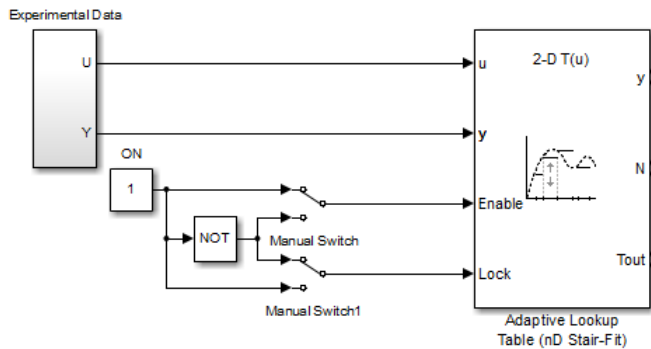 Experimental Data
U
Y
ON
1
NOT
Manual Switch
Manual Switch1
2-D T(u)
u
y
Enable
Lock
y
N
Tout
Adaptive Lookup
Table (nD Stair-Fit)